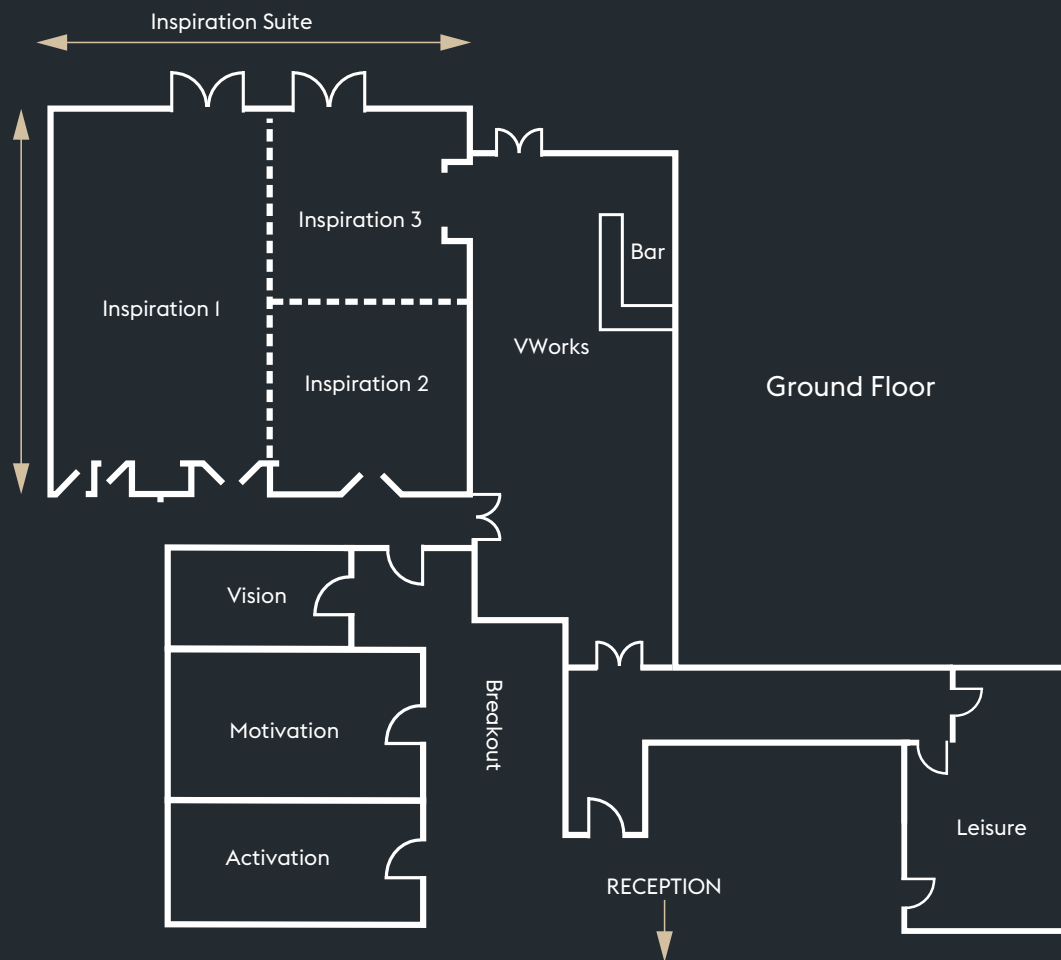 Inspiration Suite
Inspiration 3
Bar
Inspiration 1
VWorks
Inspiration 2
Ground Floor
Vision
Breakout
Motivation
Leisure
Activation
RECEPTION